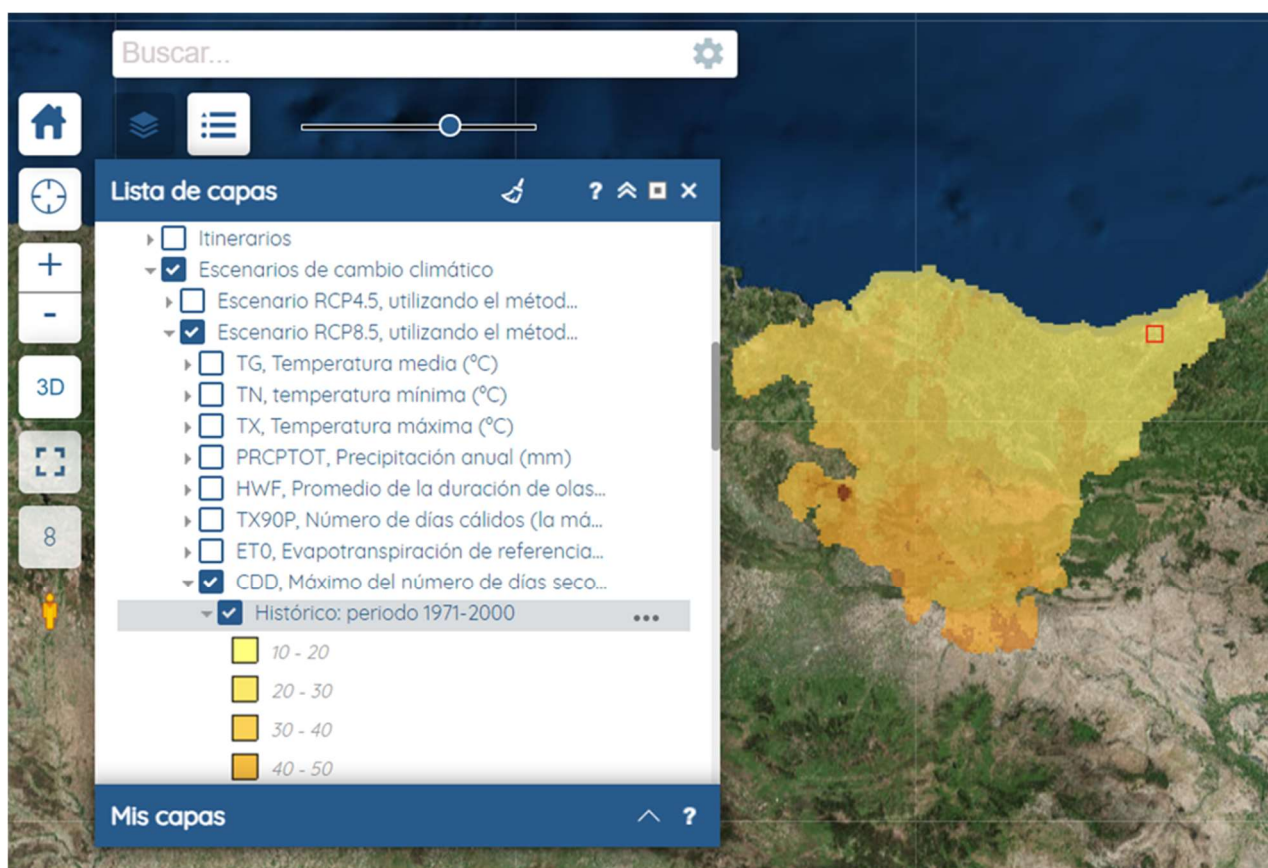 Buscar...
Lista de capas
?
Itinerarios
Escenarios de cambio climático
Escenario RCP4.5, utilizando el métod...
Escenario RCP8.5, utilizando el métod...
TG, Temperatura media (ºC)
TN, temperatura mínima (ºC)
3D
TX, Temperatura máxima (ºC)
PRCPTOT, Precipitación anual (mm)
HWF, Promedio de la duración de olas...
TX90P, Número de días cálidos (la má...
8
ET0, Evapotranspiración de referencia...
CDD, Máximo del número de días seco...
Histórico: periodo 1971-2000
10 - 20
20 - 30
30 - 40
40 - 50
Mis capas
?